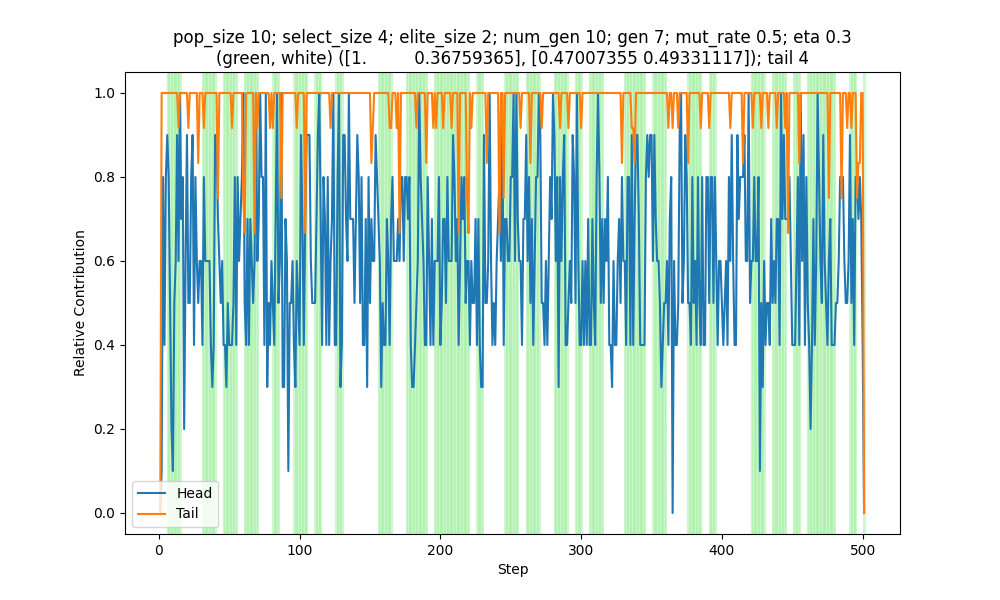 pop_size 10; select_size 4; elite_size 2; num_gen 10; gen 7; mut_rate 0.5; eta 0.3
(green, white) ([1.         0.36759365], [0.47007355 0.49331117]); tail 4
1.0
0.8
0.6
0.4
0.2
0.0
Relative Contribution
Head
Tail
0
100
200
300
400
500
Step